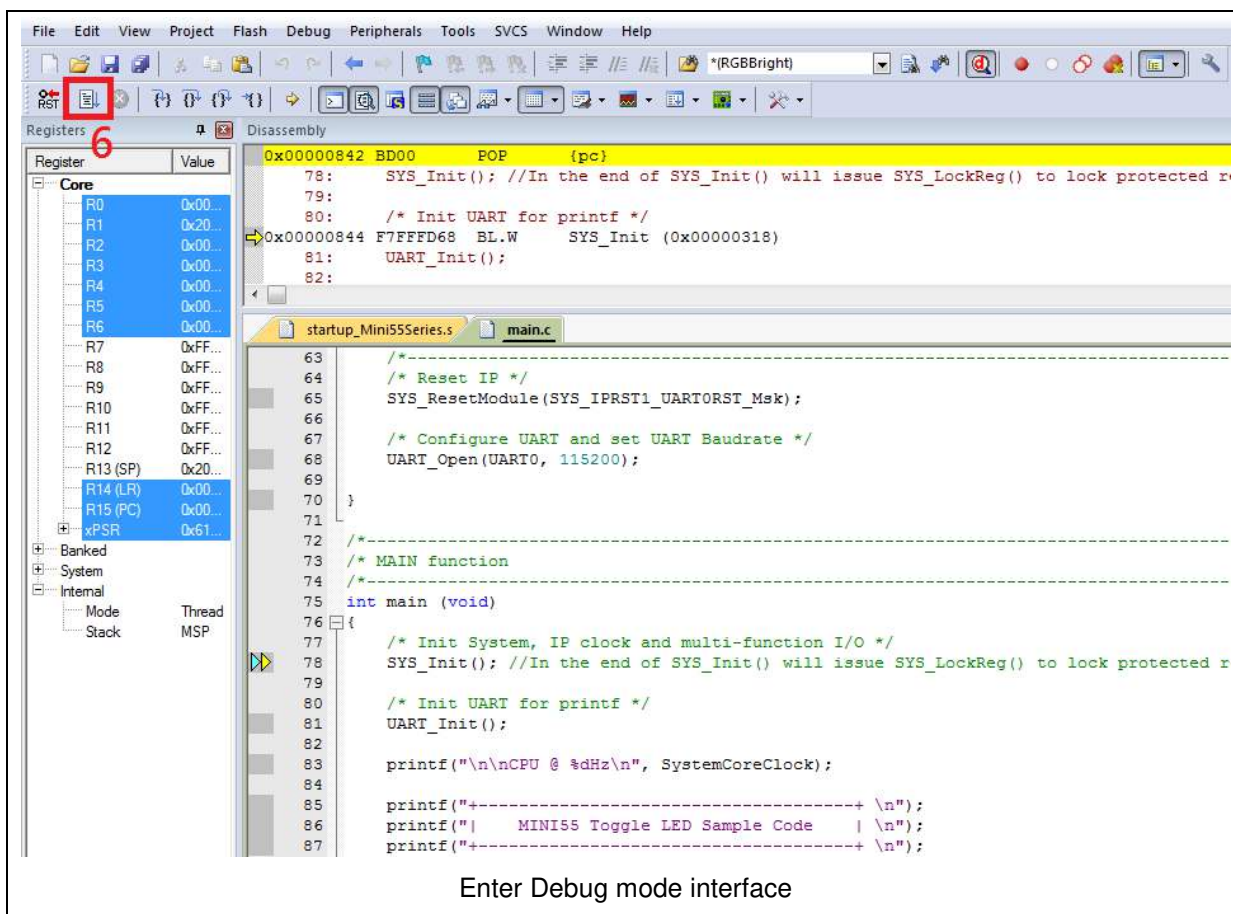 File Edit View Project Flash Debug Peripherals Tools SVCS Window Help
*(RGBBright)
RST
6
Registers
Register Value
Core
R0 0x00...
R1 0x20...
R2 0x00...
R3 0x00...
R4 0x00...
R5 0x00...
R6 0x00...
R7 0xFF...
R8 0xFF...
R9 0xFF...
R10 0xFF...
R11 0xFF...
R12 0xFF...
R13 (SP) 0x20...
R14 (LR) 0x00...
R15 (PC) 0x00...
xPSR 0x61...
Banked
System
Internal
Mode Thread
Stack MSP
Disassembly
0x00000842 BD00 POP {pc}
78: SYS_Init(); //In the end of SYS_Init() will issue SYS_LockReg() to lock protected re
79:
80: /* Init UART for printf */
0x00000844 F7FFFD68 BL.W SYS_Init (0x00000318)
81: UART_Init();
82:
startup_Mini55Series.s main.c
63 /*---------------------------------------------------------------------------------
64 /* Reset IP */
65 SYS_ResetModule(SYS_IPRST1_UART0RST_Msk);
66
67 /* Configure UART and set UART Baudrate */
68 UART_Open(UART0, 115200);
69
70 }
71
72 /*-------------------------------------------------------------------------------------
73 /* MAIN function
74 /*-------------------------------------------------------------------------------------
75 int main (void)
76 {
77 /* Init System, IP clock and multi-function I/O */
78 SYS_Init(); //In the end of SYS_Init() will issue SYS_LockReg() to lock protected r
79
80 /* Init UART for printf */
81 UART_Init();
82
83 printf("\n\nCPU @ %dHz\n", SystemCoreClock);
84
85 printf("+-------------------------------------+ \n");
86 printf("| MINI55 Toggle LED Sample Code | \n");
87 printf("+-------------------------------------+ \n");
Enter Debug mode interface